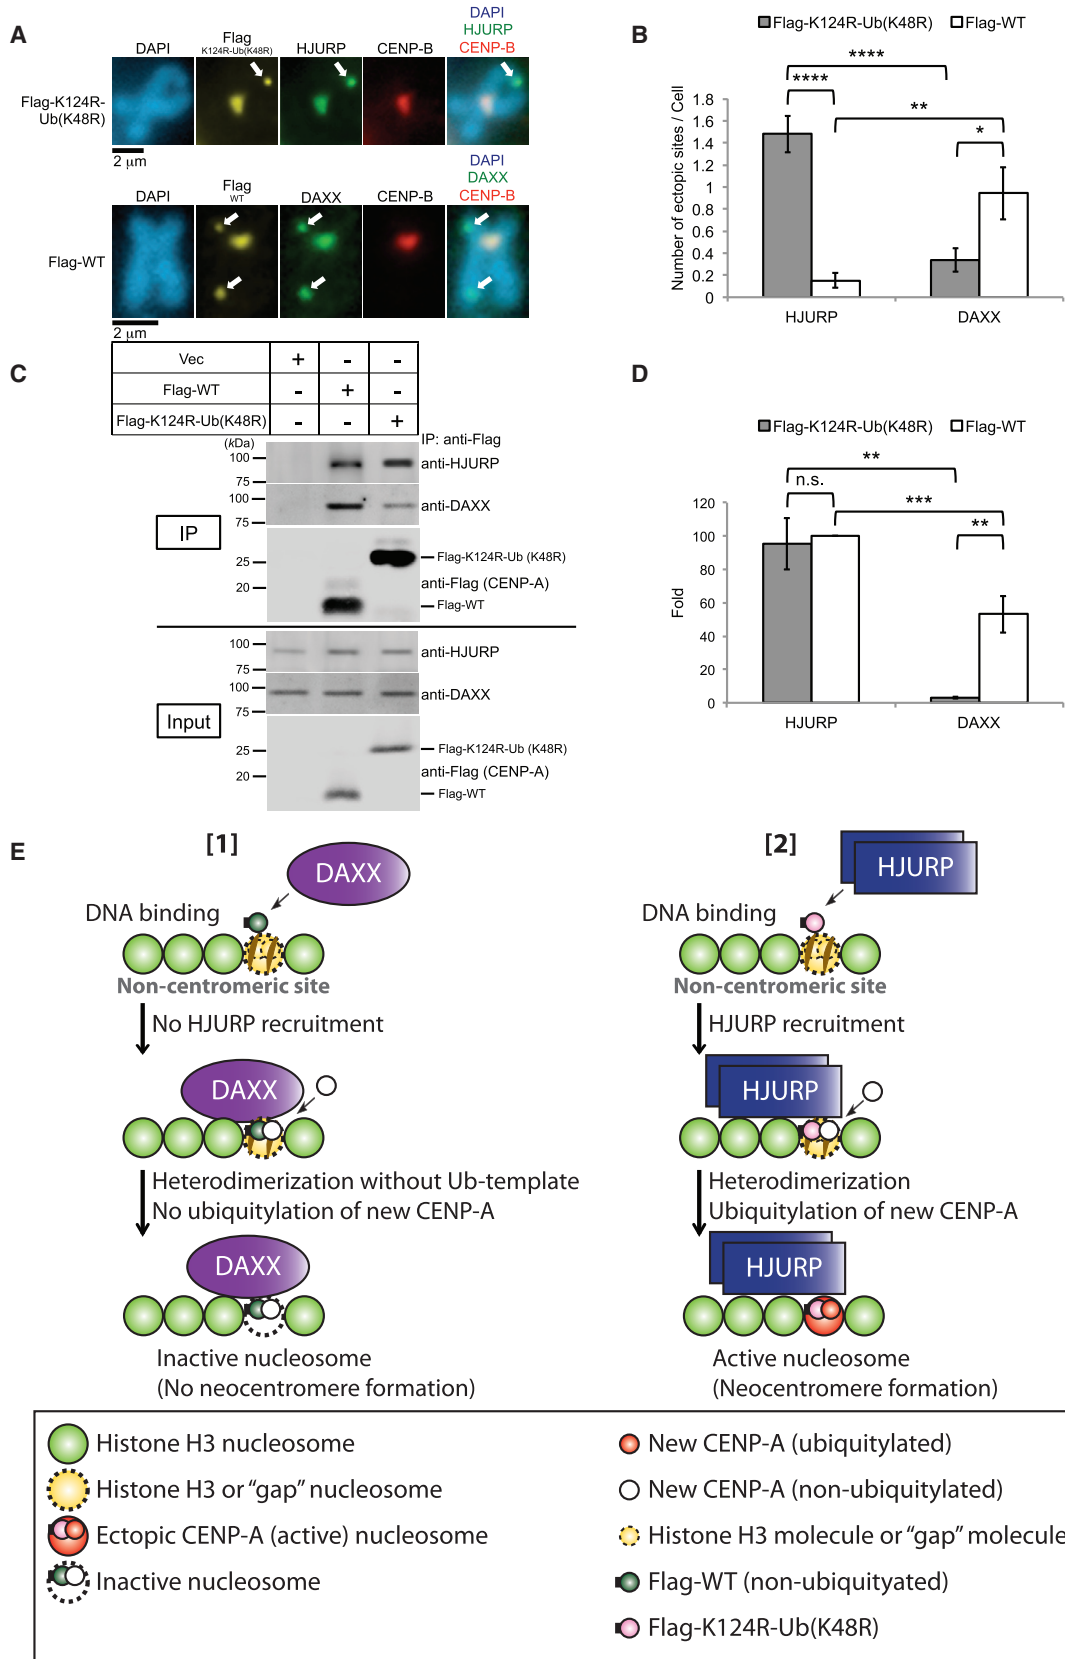 A
DAPI
Flag
K124R-Ub(K48R)
HJURP
CENP-B
DAPI
HJURP
CENP-B
Flag-K124R-
Ub(K48R)
2 μm
DAPI
Flag
WT
DAXX
CENP-B
DAPI
DAXX
CENP-B
Flag-WT
2 μm
B
Flag-K124R-Ub(K48R) Flag-WT
****
****
**
*
Number of ectopic sites / Cell
1.8
1.6
1.4
1.2
1
0.8
0.6
0.4
0.2
0
HJURP DAXX
C
Vec + - -
Flag-WT - + -
Flag-K124R-Ub(K48R) - - +
(kDa)
IP: anti-Flag
100
75
anti-HJURP
100
75
anti-DAXX
IP
25
20
Flag-K124R-Ub (K48R)
anti-Flag (CENP-A)
Flag-WT
100
75
anti-HJURP
100
75
anti-DAXX
Input
25
20
Flag-K124R-Ub (K48R)
anti-Flag (CENP-A)
Flag-WT
D
Flag-K124R-Ub(K48R) Flag-WT
**
n.s.
***
**
Fold
120
100
80
60
40
20
0
HJURP DAXX
E
[1]
DAXX
DNA binding
Non-centromeric site
No HJURP recruitment
DAXX
Heterodimerization without Ub-template
No ubiquitylation of new CENP-A
DAXX
Inactive nucleosome
(No neocentromere formation)
[2]
HJURP
DNA binding
Non-centromeric site
HJURP recruitment
HJURP
Heterodimerization
Ubiquitylation of new CENP-A
HJURP
Active nucleosome
(Neocentromere formation)
Histone H3 nucleosome
Histone H3 or “gap” nucleosome
Ectopic CENP-A (active) nucleosome
Inactive nucleosome
New CENP-A (ubiquitylated)
New CENP-A (non-ubiquitylated)
Histone H3 molecule or “gap” molecule
Flag-WT (non-ubiquityated)
Flag-K124R-Ub(K48R)